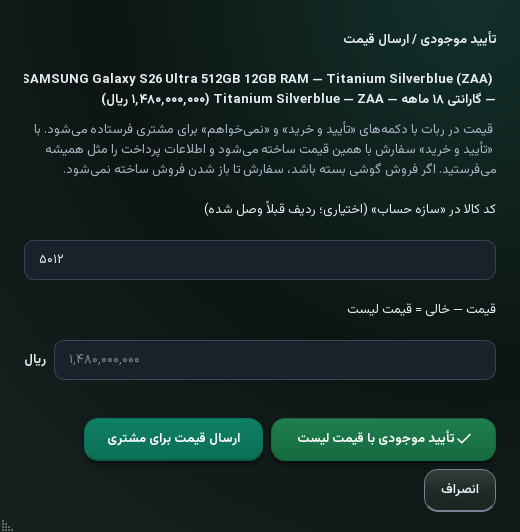 تأیید موجودی / ارسال قیمت
SAMSUNG Galaxy S26 Ultra 512GB 12GB RAM — Titanium Silverblue (ZAA)
— گارانتی ۱۸ ماهه — Titanium Silverblue — ZAA (۱,۴۸۰,۰۰۰,۰۰۰ ریال)
قیمت در ربات با دکمه‌های «تأیید و خرید» و «نمی‌خواهم» برای مشتری فرستاده می‌شود. با
«تأیید و خرید» سفارش با همین قیمت ساخته می‌شود و اطلاعات پرداخت را مثل همیشه
می‌فرستید. اگر فروش گوشی بسته باشد، سفارش تا باز شدن فروش ساخته نمی‌شود.
کد کالا در «سازه حساب» (اختیاری؛ ردیف قبلاً وصل شده)
۵۰۱۲
قیمت — خالی = قیمت لیست
۱,۴۸۰,۰۰۰,۰۰۰ ریال
تأیید موجودی با قیمت لیست
ارسال قیمت برای مشتری
انصراف